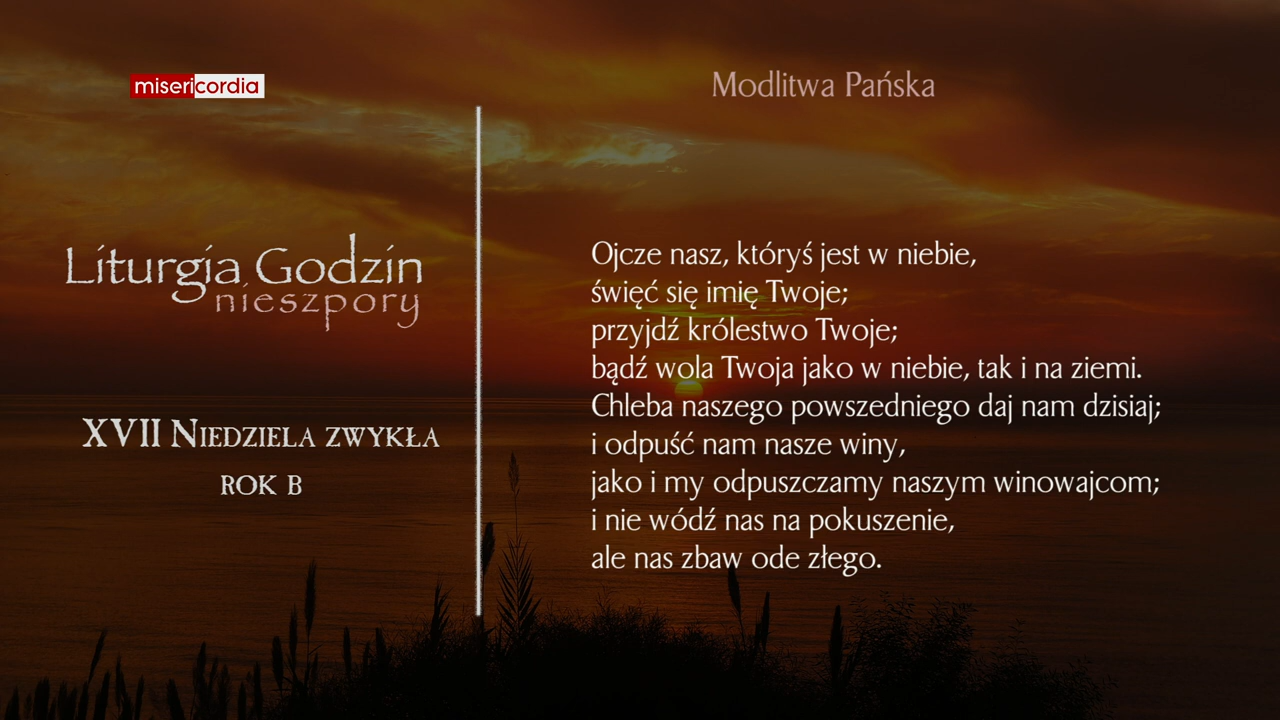 misericordia
Liturgia Godzin
nieszpory
XVII Niedziela zwykła
rok B
Modlitwa Pańska
Ojcze nasz, któryś jest w niebie,
święć się imię Twoje;
przyjdź królestwo Twoje;
bądź wola Twoja jako w niebie, tak i na ziemi.
Chleba naszego powszedniego daj nam dzisiaj;
i odpuść nam nasze winy,
jako i my odpuszczamy naszym winowajcom;
i nie wódź nas na pokuszenie,
ale nas zbaw ode złego.